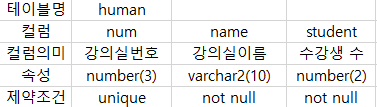 테이블명 human
컬럼 num name student
컬럼의미 강의실번호 강의실이름 수강생 수
속성 number(3) varchar2(10) number(2)
제약조건 unique not null not null